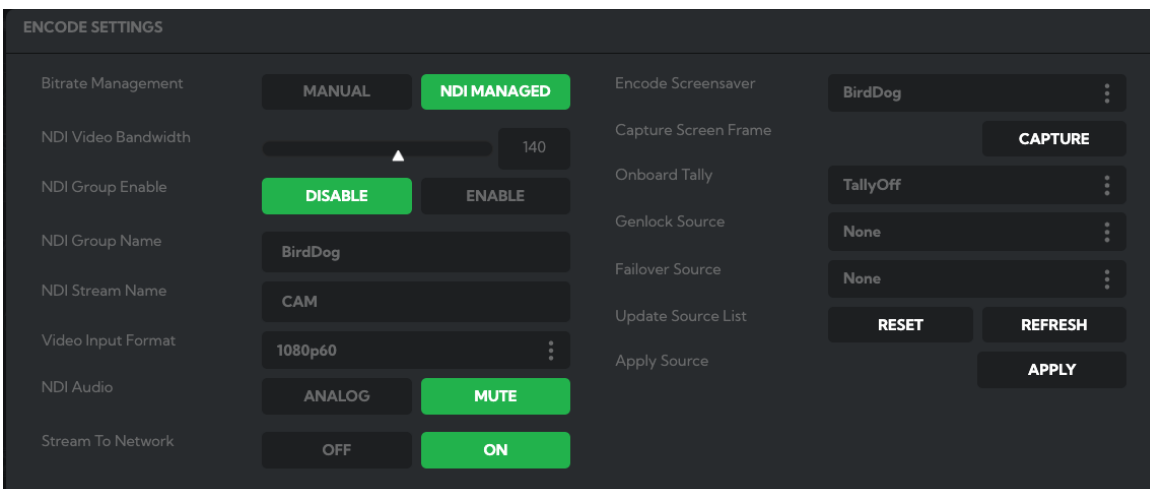 ENCODE SETTINGS
Bitrate Management MANUAL NDI MANAGED
NDI Video Bandwidth 140
NDI Group Enable DISABLE ENABLE
NDI Group Name BirdDog
NDI Stream Name CAM
Video Input Format 1080p60
NDI Audio ANALOG MUTE
Stream To Network OFF ON
Encode Screensaver BirdDog
Capture Screen Frame CAPTURE
Onboard Tally TallyOff
Genlock Source None
Failover Source None
Update Source List RESET REFRESH
Apply Source APPLY